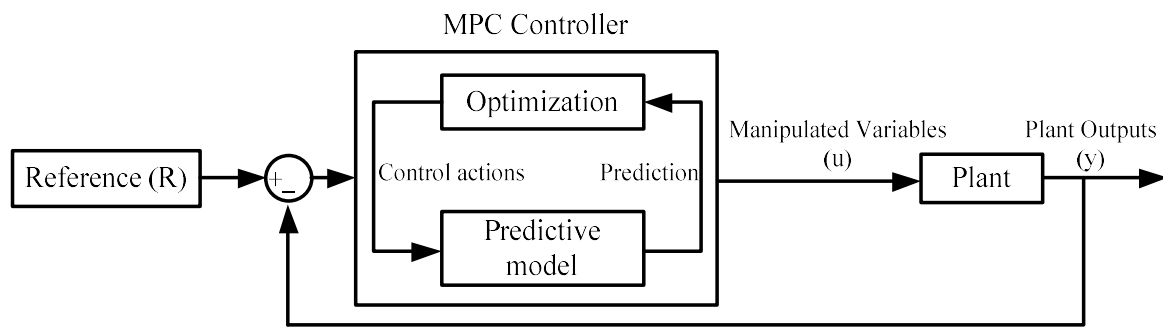 MPC Controller
Optimization
Manipulated Variables
(u)
Plant Outputs
(y)
Reference (R)
+
−
Control actions
Prediction
Plant
Predictive
model